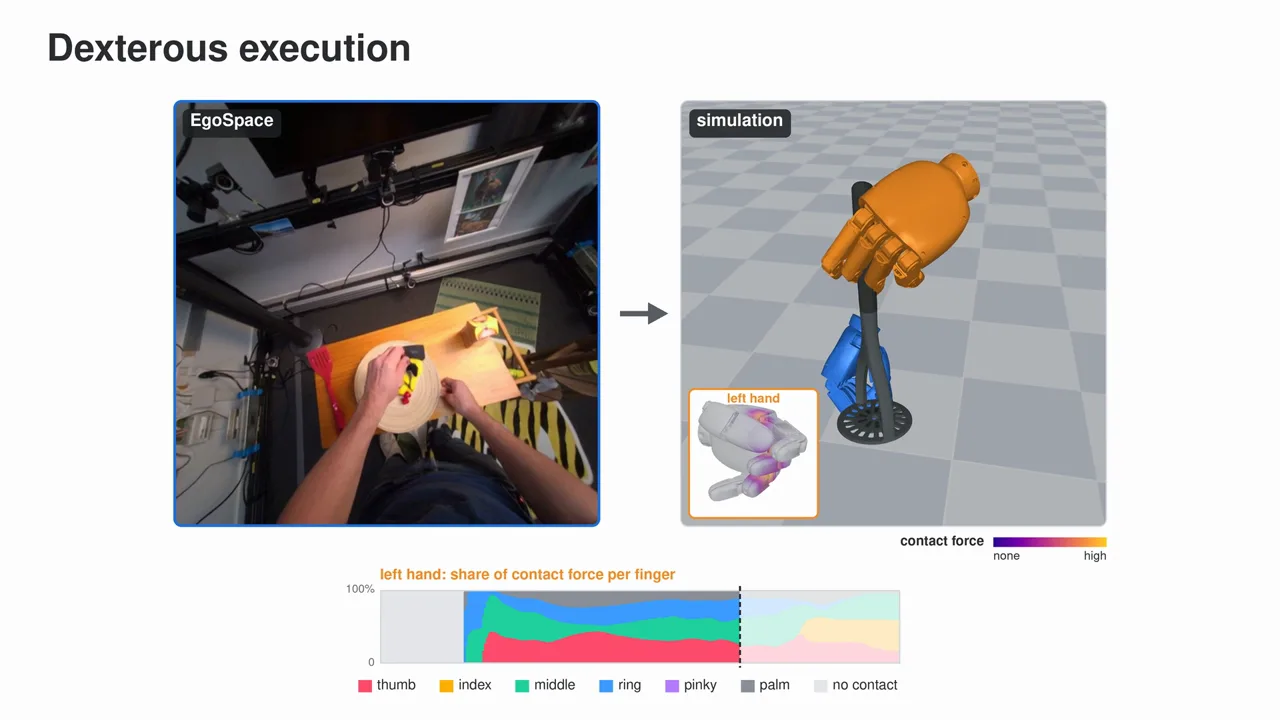 Dexterous execution
EgoSpace
simulation
left hand
contact force
none
high
left hand: share of contact force per finger
100%
0
thumb
index
middle
ring
pinky
palm
no contact